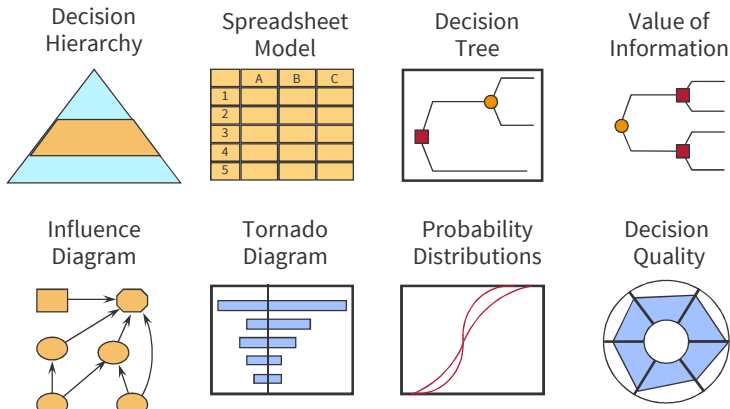 Decision
Hierarchy
Spreadsheet
Model
Decision
Tree
Value of
Information
A B C
1
2
3
4
5
Influence
Diagram
Tornado
Diagram
Probability
Distributions
Decision
Quality